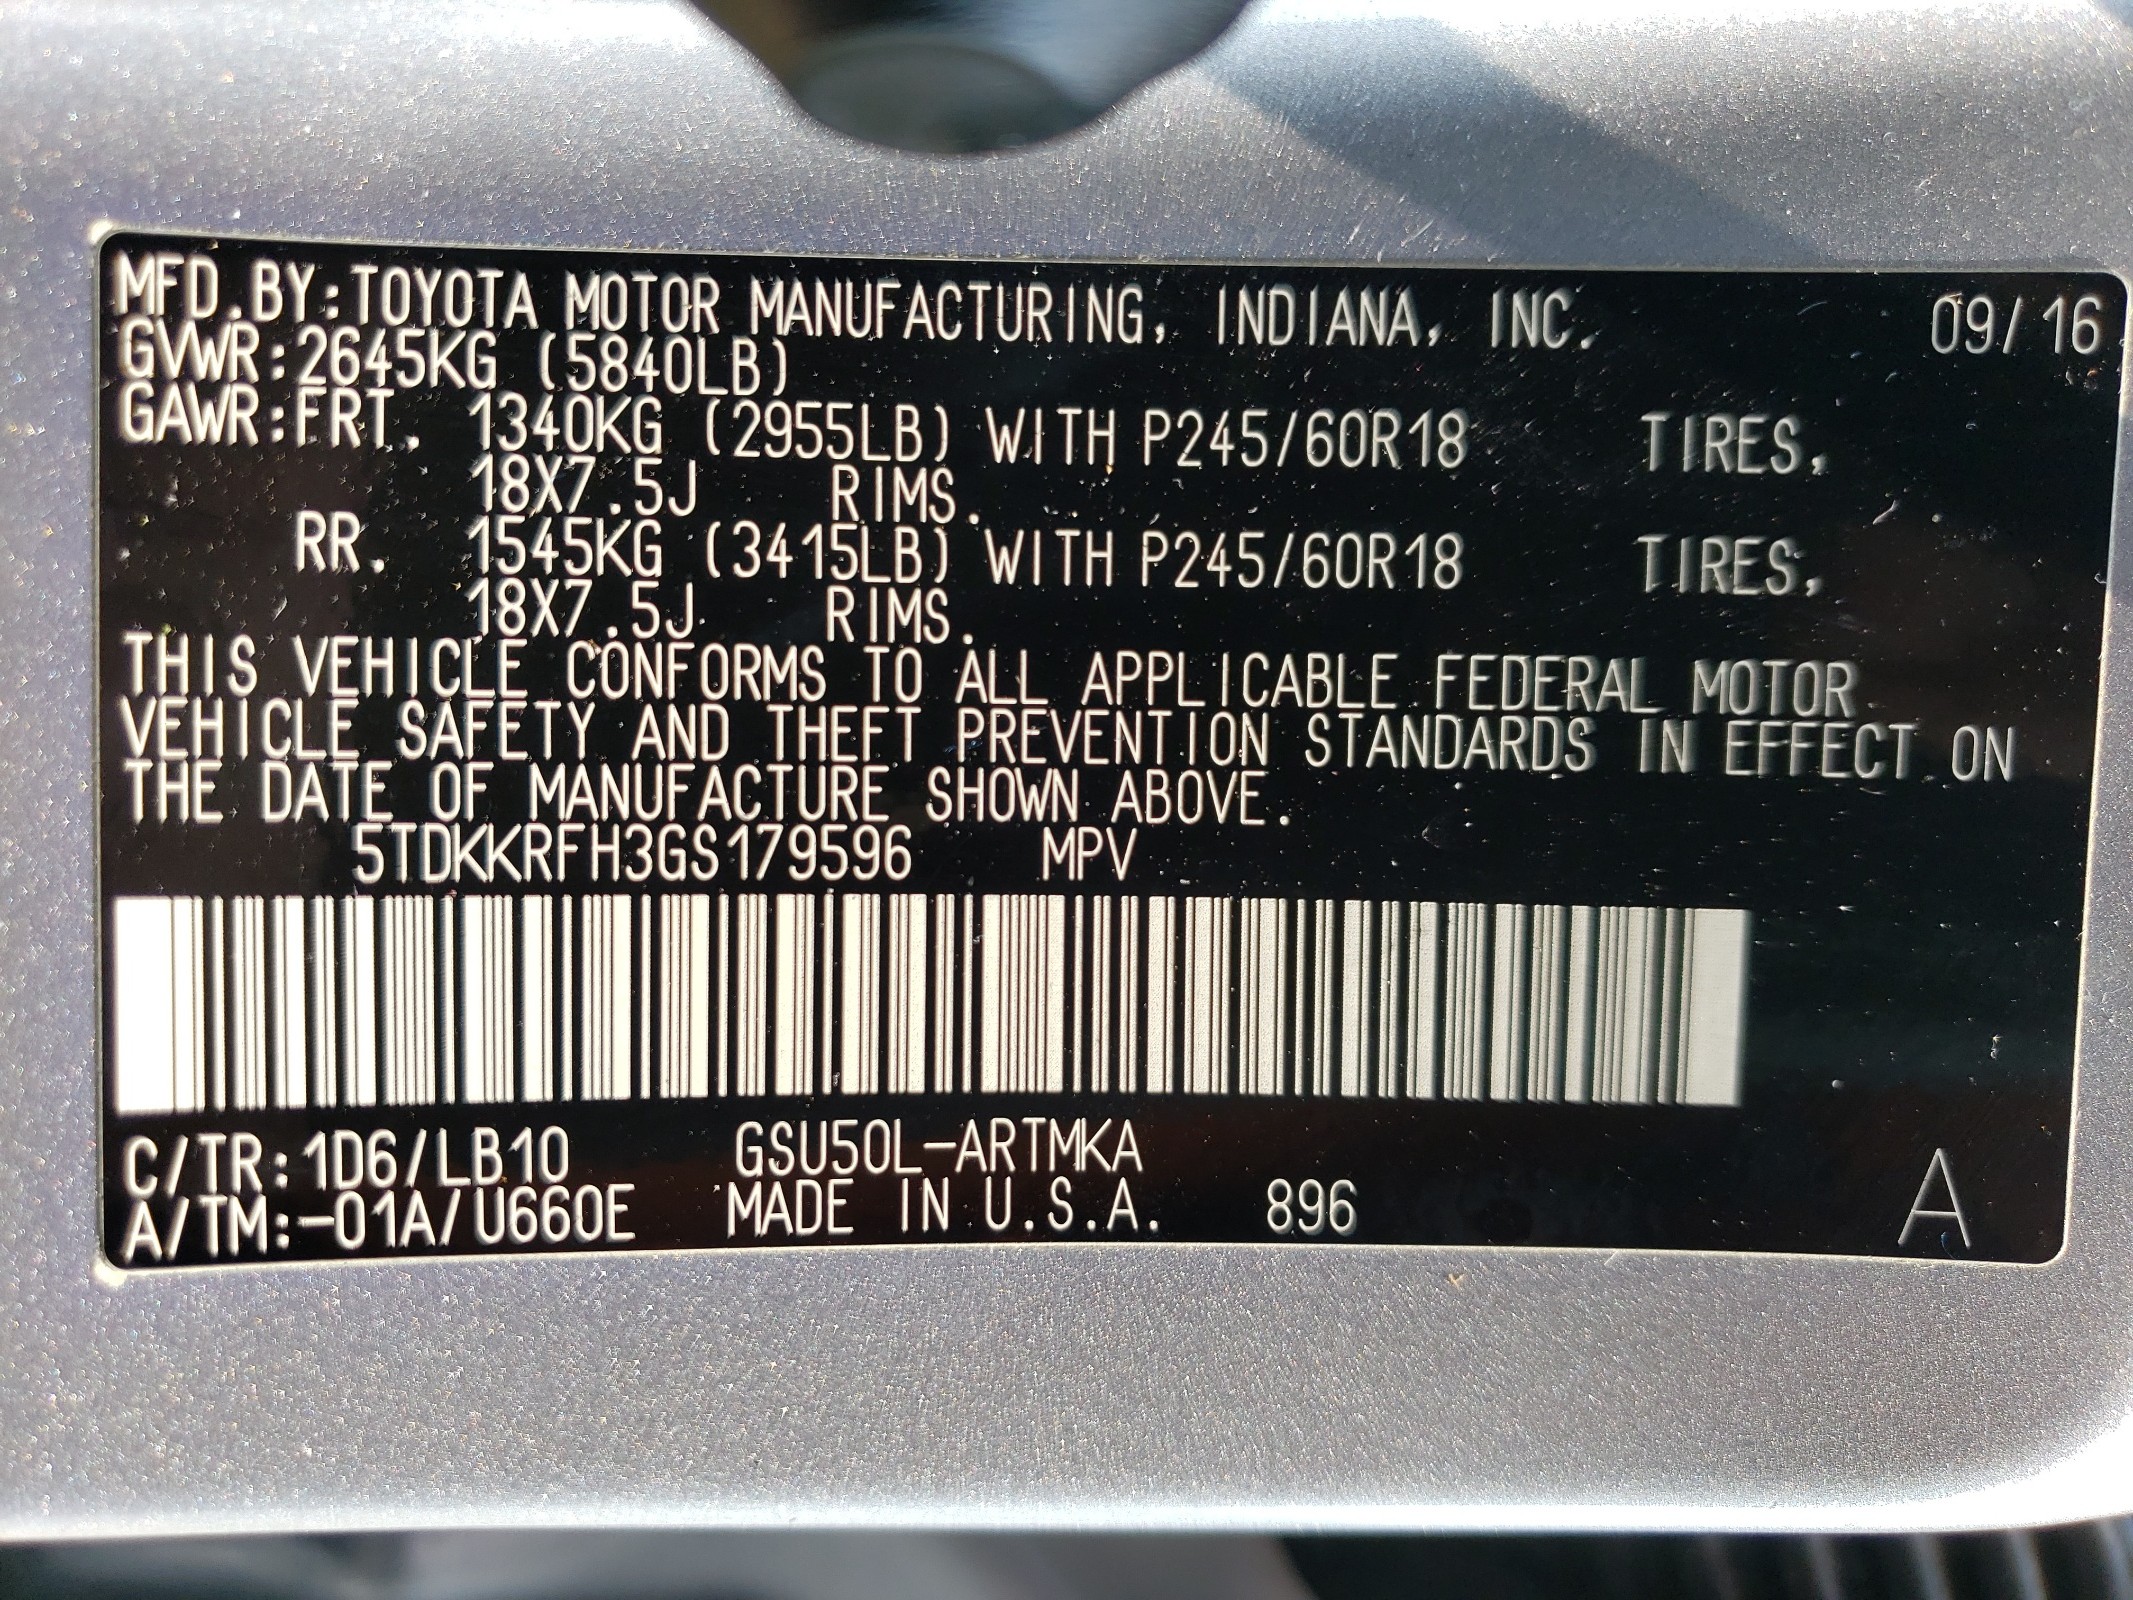 MFD.BY:TOYOTA MOTOR MANUFACTURING, INDIANA, INC. 09/16
GVWR:2645KG (5840LB)
GAWR:FRT. 1340KG (2955LB) WITH P245/60R18 TIRES,
18X7.5J RIMS.
RR. 1545KG (3415LB) WITH P245/60R18 TIRES,
18X7.5J RIMS.
THIS VEHICLE CONFORMS TO ALL APPLICABLE FEDERAL MOTOR
VEHICLE SAFETY AND THEFT PREVENTION STANDARDS IN EFFECT ON
THE DATE OF MANUFACTURE SHOWN ABOVE.
5TDKKRFH3GS179596 MPV
C/TR:1D6/LB10 GSU50L-ARTMKA
A/TM:-01A/U660E MADE IN U.S.A. 896 A